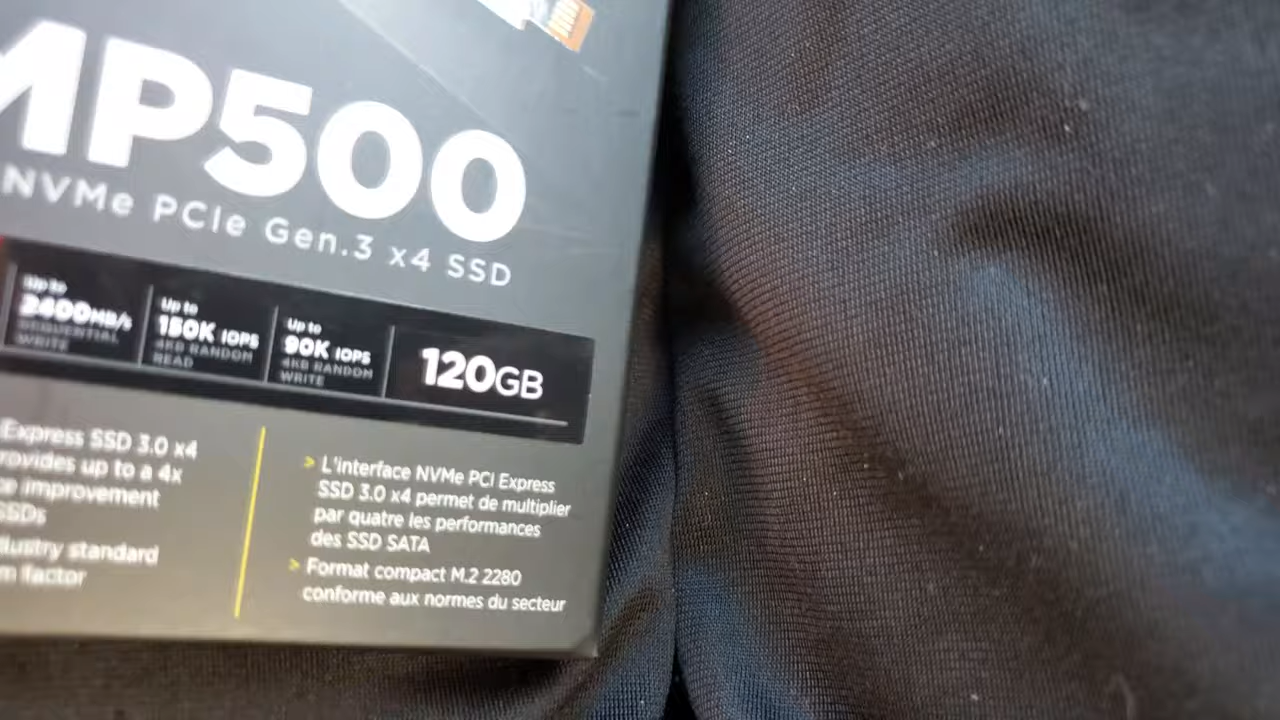 MP500
NVMe PCIe Gen.3 x4 SSD
Up to
2400MB/s
SEQUENTIAL
WRITE
Up to
150K IOPS
4KB RANDOM
READ
Up to
90K IOPS
4KB RANDOM
WRITE
120GB
Express SSD 3.0 x4
rovides up to a 4x
improvement
SSDs
dustry standard
factor
> L'interface NVMe PCI Express
SSD 3.0 x4 permet de multiplier
par quatre les performances
des SSD SATA
> Format compact M.2 2280
conforme aux normes du secteur